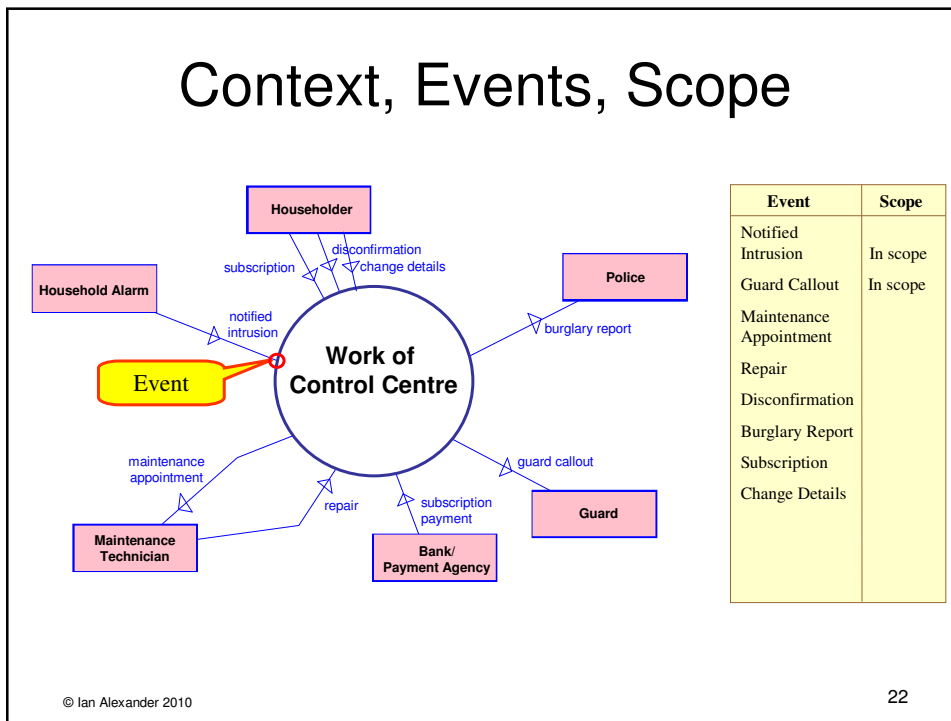 Context, Events, Scope
Householder
disconfirmation
subscription
change details
Household Alarm
notified
intrusion
Event
Work of
Control Centre
Police
burglary report
maintenance
appointment
Maintenance
Technician
repair
subscription
payment
Bank/
Payment Agency
guard callout
Guard
Event Scope
Notified
Intrusion In scope
Guard Callout In scope
Maintenance
Appointment
Repair
Disconfirmation
Burglary Report
Subscription
Change Details
© Ian Alexander 2010
22